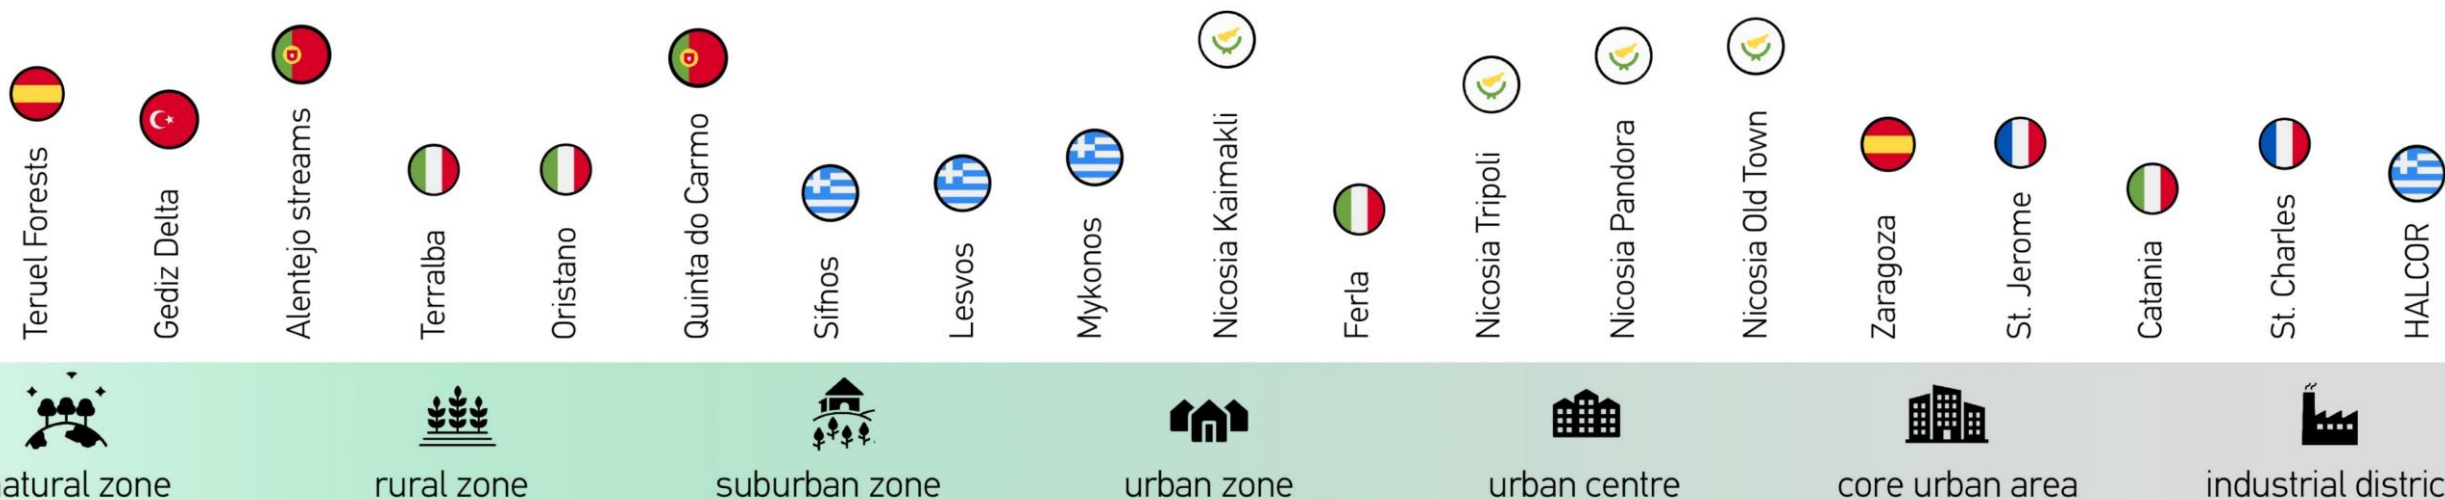 Teruel Forests
Gediz Delta
Alentejo streams
Terralba
Oristano
Quinta do Carmo
Sifnos
Lesvos
Mykonos
Nicosia Kaimakli
Ferla
Nicosia Tripoli
Nicosia Pandora
Nicosia Old Town
Zaragoza
St. Jerome
Catania
St. Charles
HALCOR
atural zone
rural zone
suburban zone
urban zone
urban centre
core urban area
industrial distric